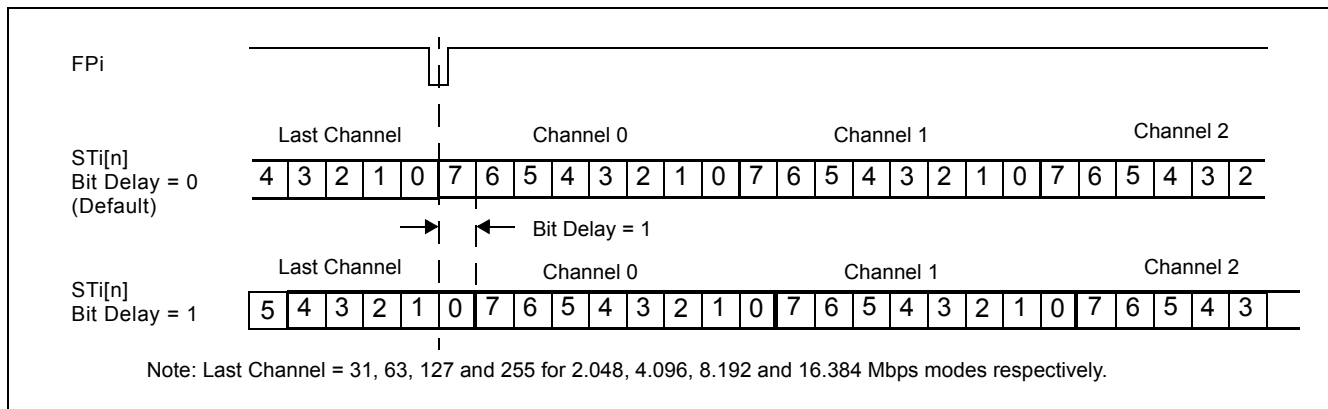 FPi
Last Channel Channel 0 Channel 1 Channel 2
STi[n]
Bit Delay = 0
(Default)
4 3 2 1 0 7 6 5 4 3 2 1 0 7 6 5 4 3 2 1 0 7 6 5 4 3 2
Bit Delay = 1
Last Channel Channel 0 Channel 1 Channel 2
STi[n]
Bit Delay = 1
5 4 3 2 1 0 7 6 5 4 3 2 1 0 7 6 5 4 3 2 1 0 7 6 5 4 3
Note: Last Channel = 31, 63, 127 and 255 for 2.048, 4.096, 8.192 and 16.384 Mbps modes respectively.